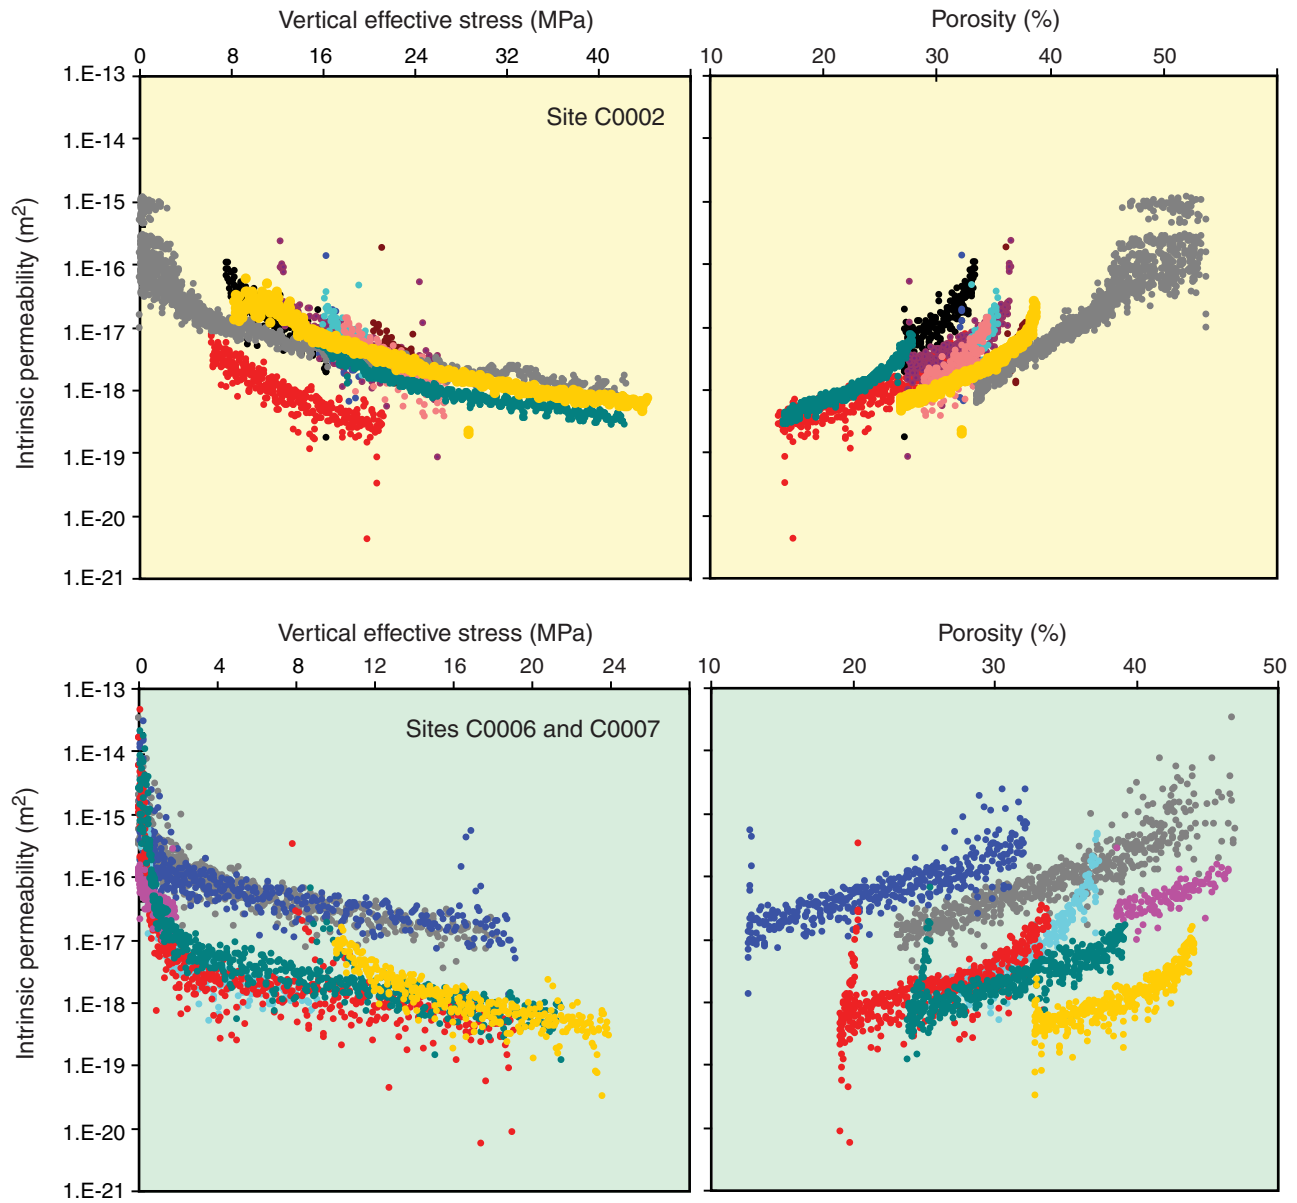 Vertical effective stress (MPa)
Porosity (%)
0 8 16 24 32 40
10 20 30 40 50
1.E-13
1.E-14
1.E-15
1.E-16
1.E-17
1.E-18
1.E-19
1.E-20
1.E-21
Intrinsic permeability (m²)
Site C0002
Vertical effective stress (MPa)
Porosity (%)
0 4 8 12 16 20 24
10 20 30 40 50
1.E-13
1.E-14
1.E-15
1.E-16
1.E-17
1.E-18
1.E-19
1.E-20
1.E-21
Intrinsic permeability (m²)
Sites C0006 and C0007